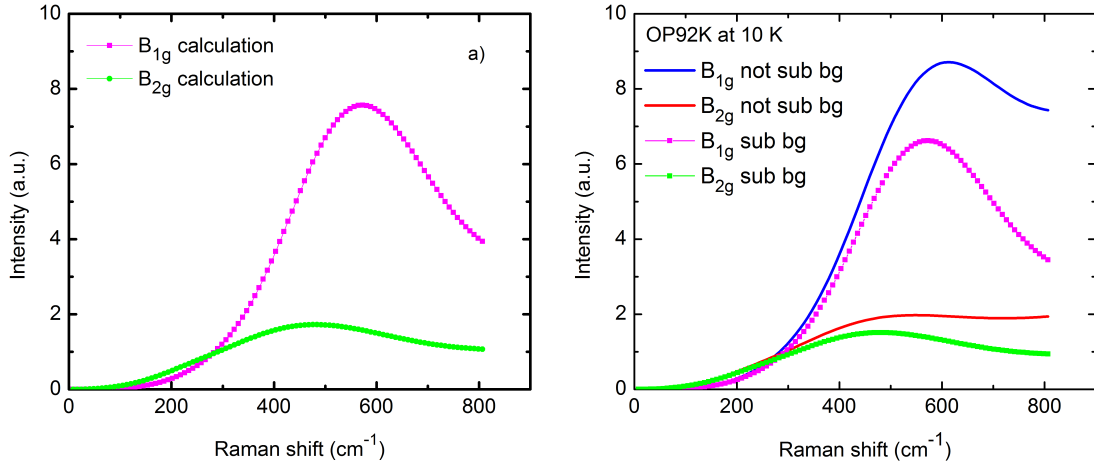 B1g calculation
B2g calculation
a)
10
8
6
4
2
0
0 200 400 600 800
Intensity (a.u.)
Raman shift (cm-1)
OP92K at 10 K
B1g not sub bg
B2g not sub bg
B1g sub bg
B2g sub bg
10
8
6
4
2
0
0 200 400 600 800
Intensity (a.u.)
Raman shift (cm-1)